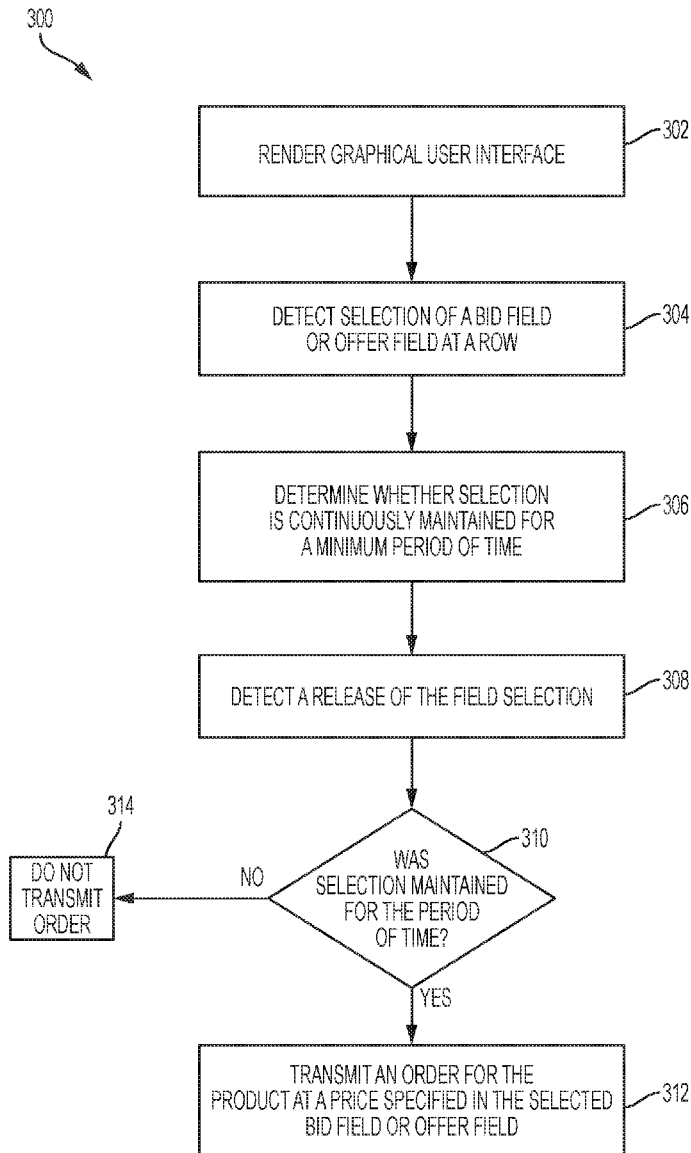 300
RENDER GRAPHICAL USER INTERFACE
302
DETECT SELECTION OF A BID FIELD
OR OFFER FIELD AT A ROW
304
DETERMINE WHETHER SELECTION
IS CONTINUOUSLY MAINTAINED FOR
A MINIMUM PERIOD OF TIME
306
DETECT A RELEASE OF THE FIELD SELECTION
308
314
DO NOT
TRANSMIT
ORDER
NO
310
WAS
SELECTION MAINTAINED
FOR THE PERIOD
OF TIME?
YES
TRANSMIT AN ORDER FOR THE
PRODUCT AT A PRICE SPECIFIED IN THE SELECTED
BID FIELD OR OFFER FIELD
312